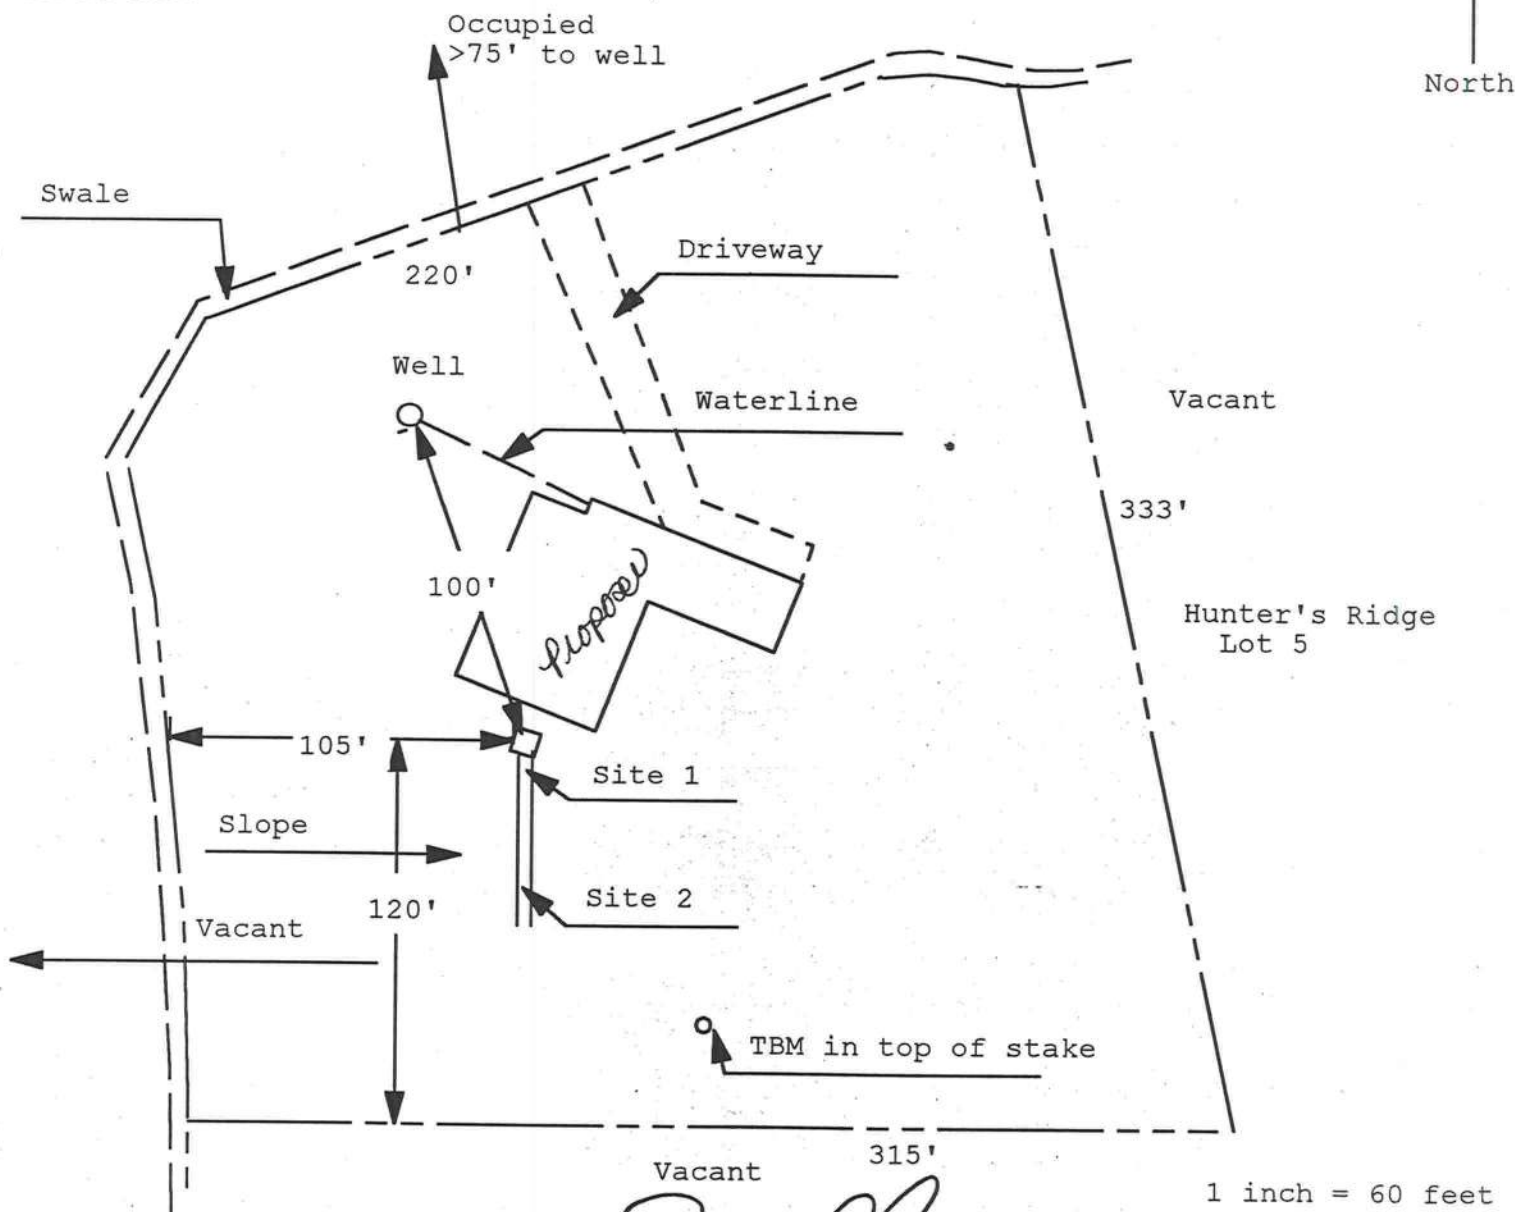 Occupied
>75' to well
North
Swale
Driveway
220'
Well
Waterline
Vacant
333'
100'
Proposed
Hunter's Ridge
Lot 5
105'
Site 1
Slope
120'
Site 2
Vacant
TBM in top of stake
315'
Vacant
1 inch = 60 feet